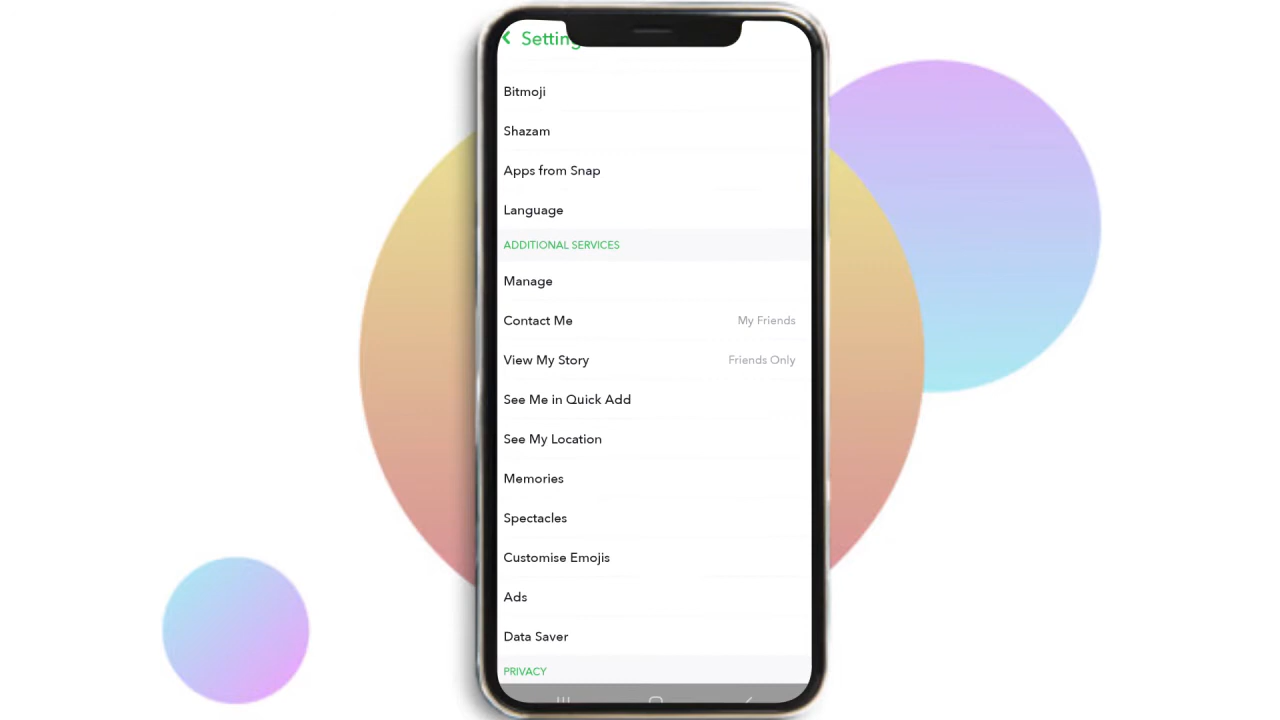 Setting
Bitmoji
Shazam
Apps from Snap
Language
ADDITIONAL SERVICES
Manage
Contact Me My Friends
View My Story Friends Only
See Me in Quick Add
See My Location
Memories
Spectacles
Customise Emojis
Ads
Data Saver
PRIVACY